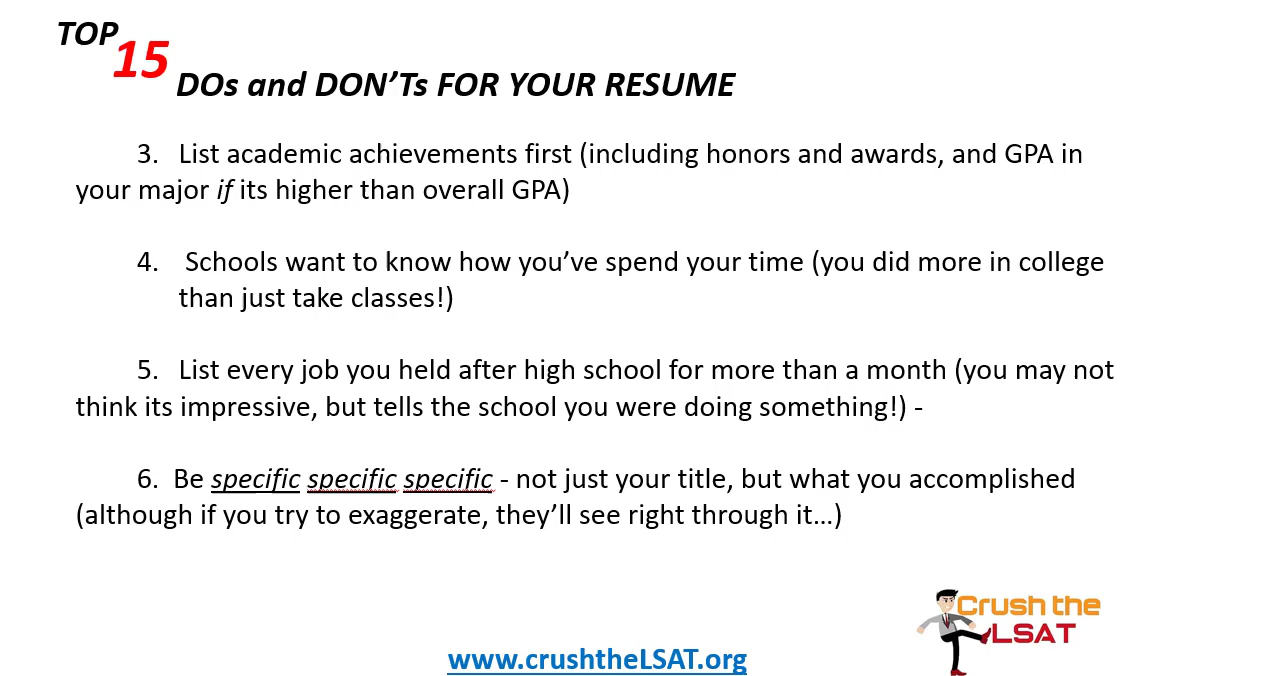 TOP
15
DOs and DON’Ts FOR YOUR RESUME
3. List academic achievements first (including honors and awards, and GPA in
your major if its higher than overall GPA)
4. Schools want to know how you’ve spend your time (you did more in college
than just take classes!)
5. List every job you held after high school for more than a month (you may not
think its impressive, but tells the school you were doing something!) -
6. Be specific specific specific - not just your title, but what you accomplished
(although if you try to exaggerate, they’ll see right through it…)
Crush the
LSAT
www.crushtheLSAT.org